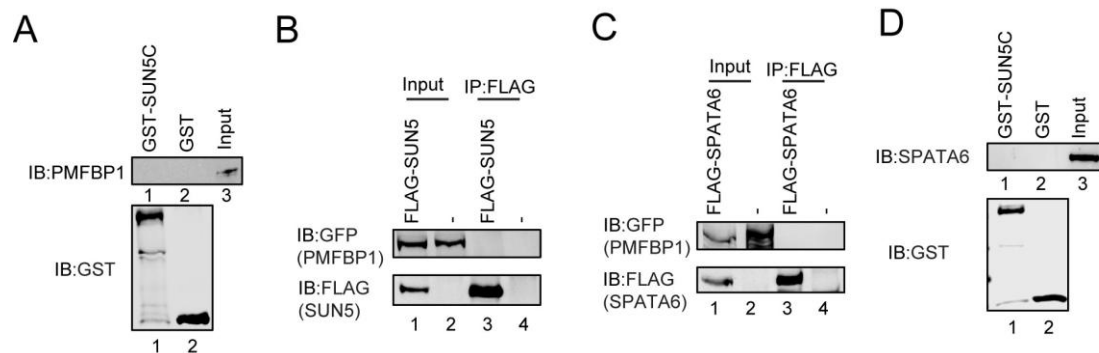 A
GST-SUN5C
GST
Input
IB:PMFBP1
1 2 3
IB:GST
1 2
B
Input IP:FLAG
FLAG-SUN5
-
FLAG-SUN5
-
IB:GFP
(PMFBP1)
IB:FLAG
(SUN5)
1 2 3 4
C
Input IP:FLAG
FLAG-SPATA6
-
FLAG-SPATA6
-
IB:GFP
(PMFBP1)
IB:FLAG
(SPATA6)
1 2 3 4
D
GST-SUN5C
GST
Input
IB:SPATA6
1 2 3
IB:GST
1 2